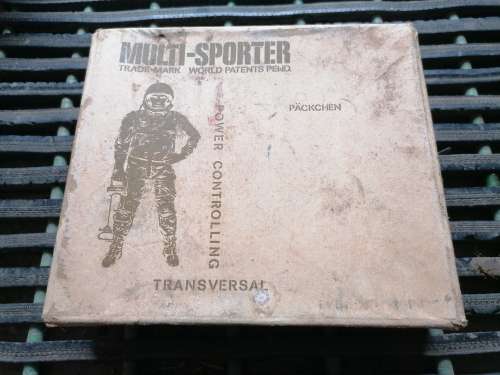 MULTI-SPORTER
TRADE-MARK WORLD PATENTS PEND.
PÄCKCHEN
POWER CONTROLLING
TRANSVERSAL